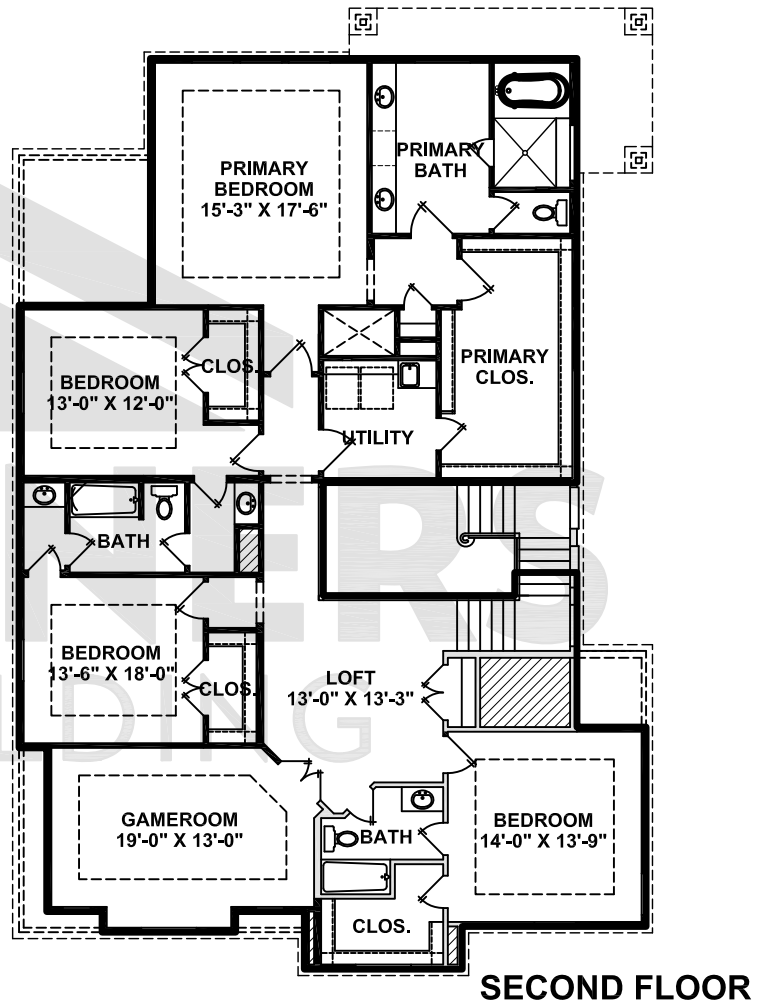 PRIMARY
BEDROOM
15'-3" X 17'-6"
PRIMARY
BATH
BEDROOM
13'-0" X 12'-0"
CLOS.
PRIMARY
CLOS.
UTILITY
BATH
BEDROOM
13'-6" X 18'-0"
CLOS.
LOFT
13'-0" X 13'-3"
GAMEROOM
19'-0" X 13'-0"
BATH
BEDROOM
14'-0" X 13'-9"
CLOS.
SECOND FLOOR
NERS
LDING